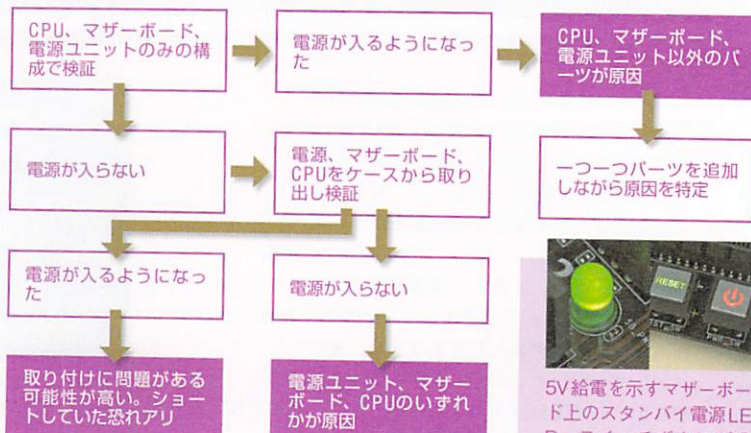 CPU、マザーボード、
電源ユニットのみの構
成で検証
電源が入るようになっ
た
CPU、マザーボード、
電源ユニット以外のパ
ーツが原因
電源が入らない
電源、マザーボード、
CPUをケースから取り
出し検証
一つ一つパーツを追加
しながら原因を特定
電源が入るようになっ
た
電源が入らない
取り付けに問題がある
可能性が高い。ショー
トしていた恐れアリ
電源ユニット、マザー
ボード、CPUのいずれ
かが原因
RESET
5V給電を示すマザーボー
ド上のスタンバイ電源LE